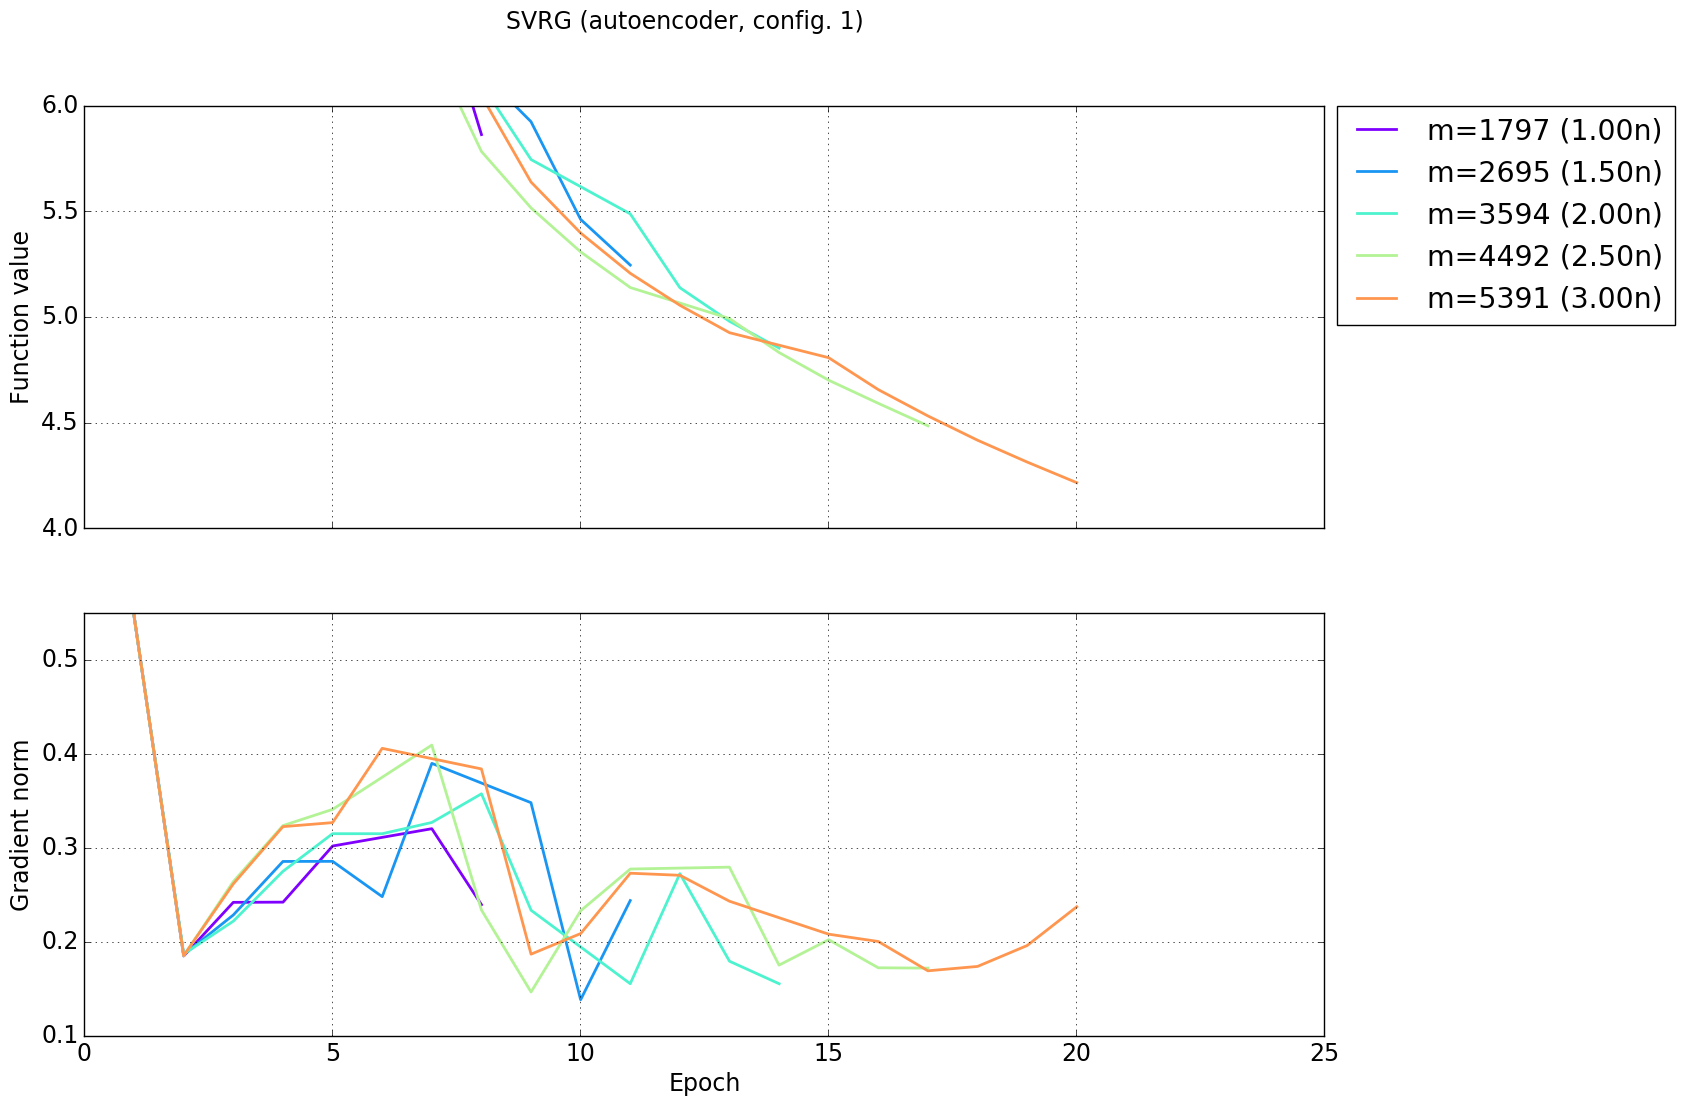 SVRG (autoencoder, config. 1)
6.0
5.5
5.0
4.5
4.0
Function value
m=1797 (1.00n)
m=2695 (1.50n)
m=3594 (2.00n)
m=4492 (2.50n)
m=5391 (3.00n)
0.5
0.4
0.3
0.2
0.1
Gradient norm
0 5 10 15 20 25
Epoch